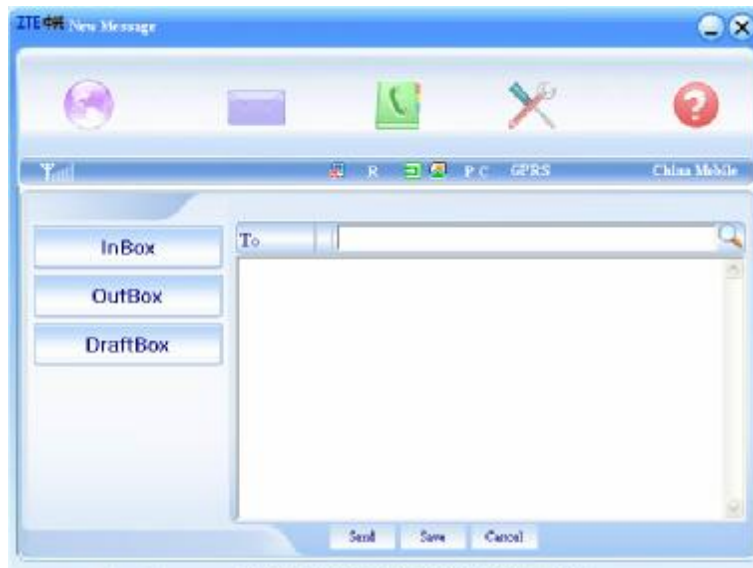 ZTE中兴 New Message
R P C GPRS China Mobile
InBox
To
OutBox
DraftBox
Send Save Cancel